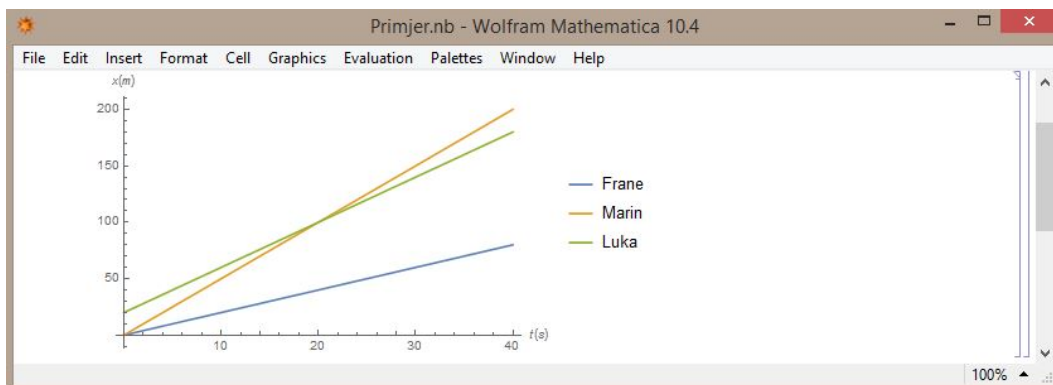 Primjer.nb - Wolfram Mathematica 10.4
File Edit Insert Format Cell Graphics Evaluation Palettes Window Help
x(m)
200
150
100
50
10 20 30 40 t(s)
Frane
Marin
Luka
100%